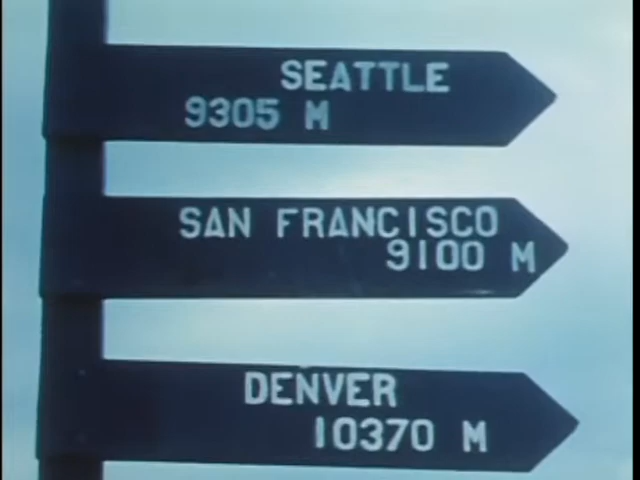 SEATTLE
9305 M
SAN FRANCISCO
9100 M
DENVER
10370 M